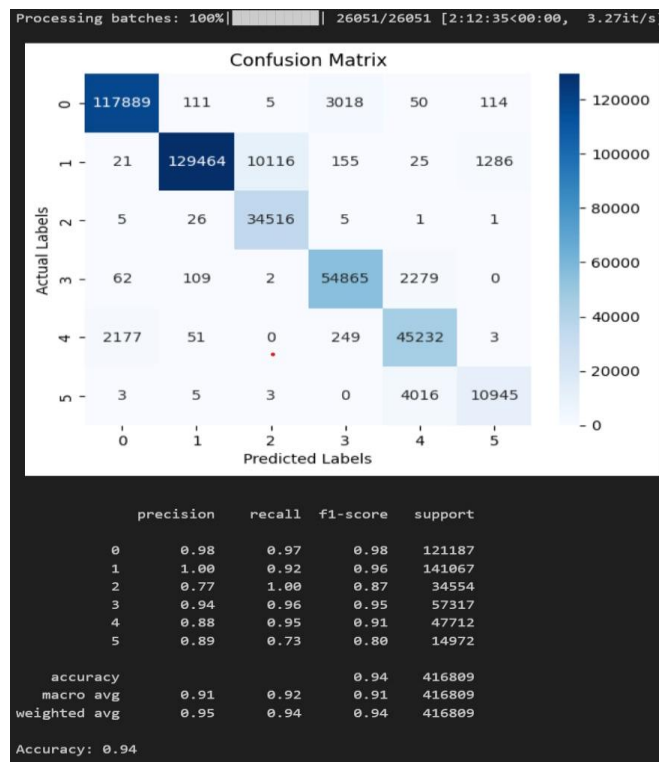 Processing batches: 100%|██████████| 26051/26051 [2:12:35<00:00, 3.27it/s
Confusion Matrix
0 - 117889 111 5 3018 50 114
1 - 21 129464 10116 155 25 1286
2 - 5 26 34516 5 1 1
3 - 62 109 2 54865 2279 0
4 - 2177 51 0 249 45232 3
5 - 3 5 3 0 4016 10945
0 1 2 3 4 5
Actual Labels
Predicted Labels
- 120000
- 100000
- 80000
- 60000
- 40000
- 20000
- 0
precision recall f1-score support
0 0.98 0.97 0.98 121187
1 1.00 0.92 0.96 141067
2 0.77 1.00 0.87 34554
3 0.94 0.96 0.95 57317
4 0.88 0.95 0.91 47712
5 0.89 0.73 0.80 14972
accuracy 0.94 416809
macro avg 0.91 0.92 0.91 416809
weighted avg 0.95 0.94 0.94 416809
Accuracy: 0.94